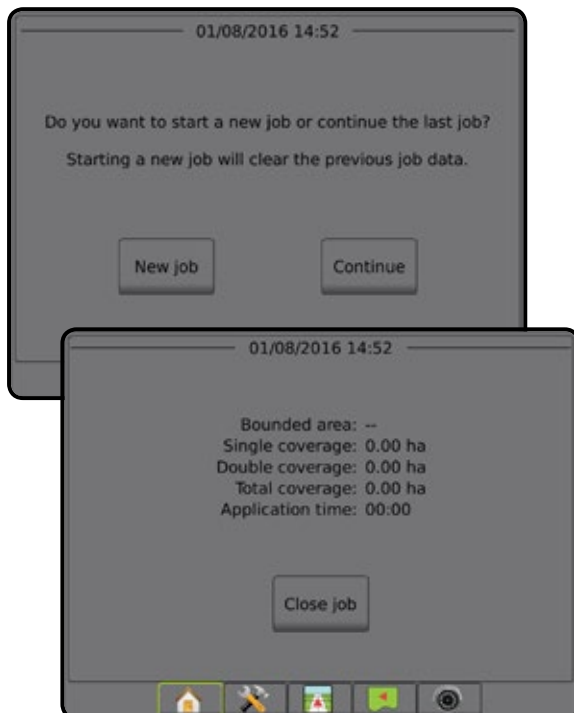 01/08/2016 14:52
Do you want to start a new job or continue the last job?
Starting a new job will clear the previous job data.
New job
Continue
01/08/2016 14:52
Bounded area: --
Single coverage: 0.00 ha
Double coverage: 0.00 ha
Total coverage: 0.00 ha
Application time: 00:00
Close job